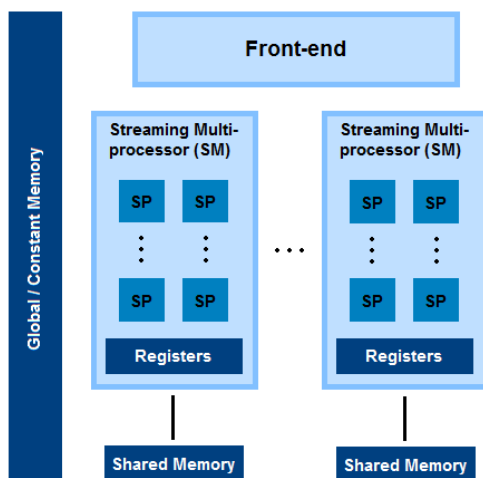 Global / Constant Memory
Front-end
Streaming Multi-
processor (SM)
SP SP
SP SP
Registers
Shared Memory
Streaming Multi-
processor (SM)
SP SP
SP SP
Registers
Shared Memory